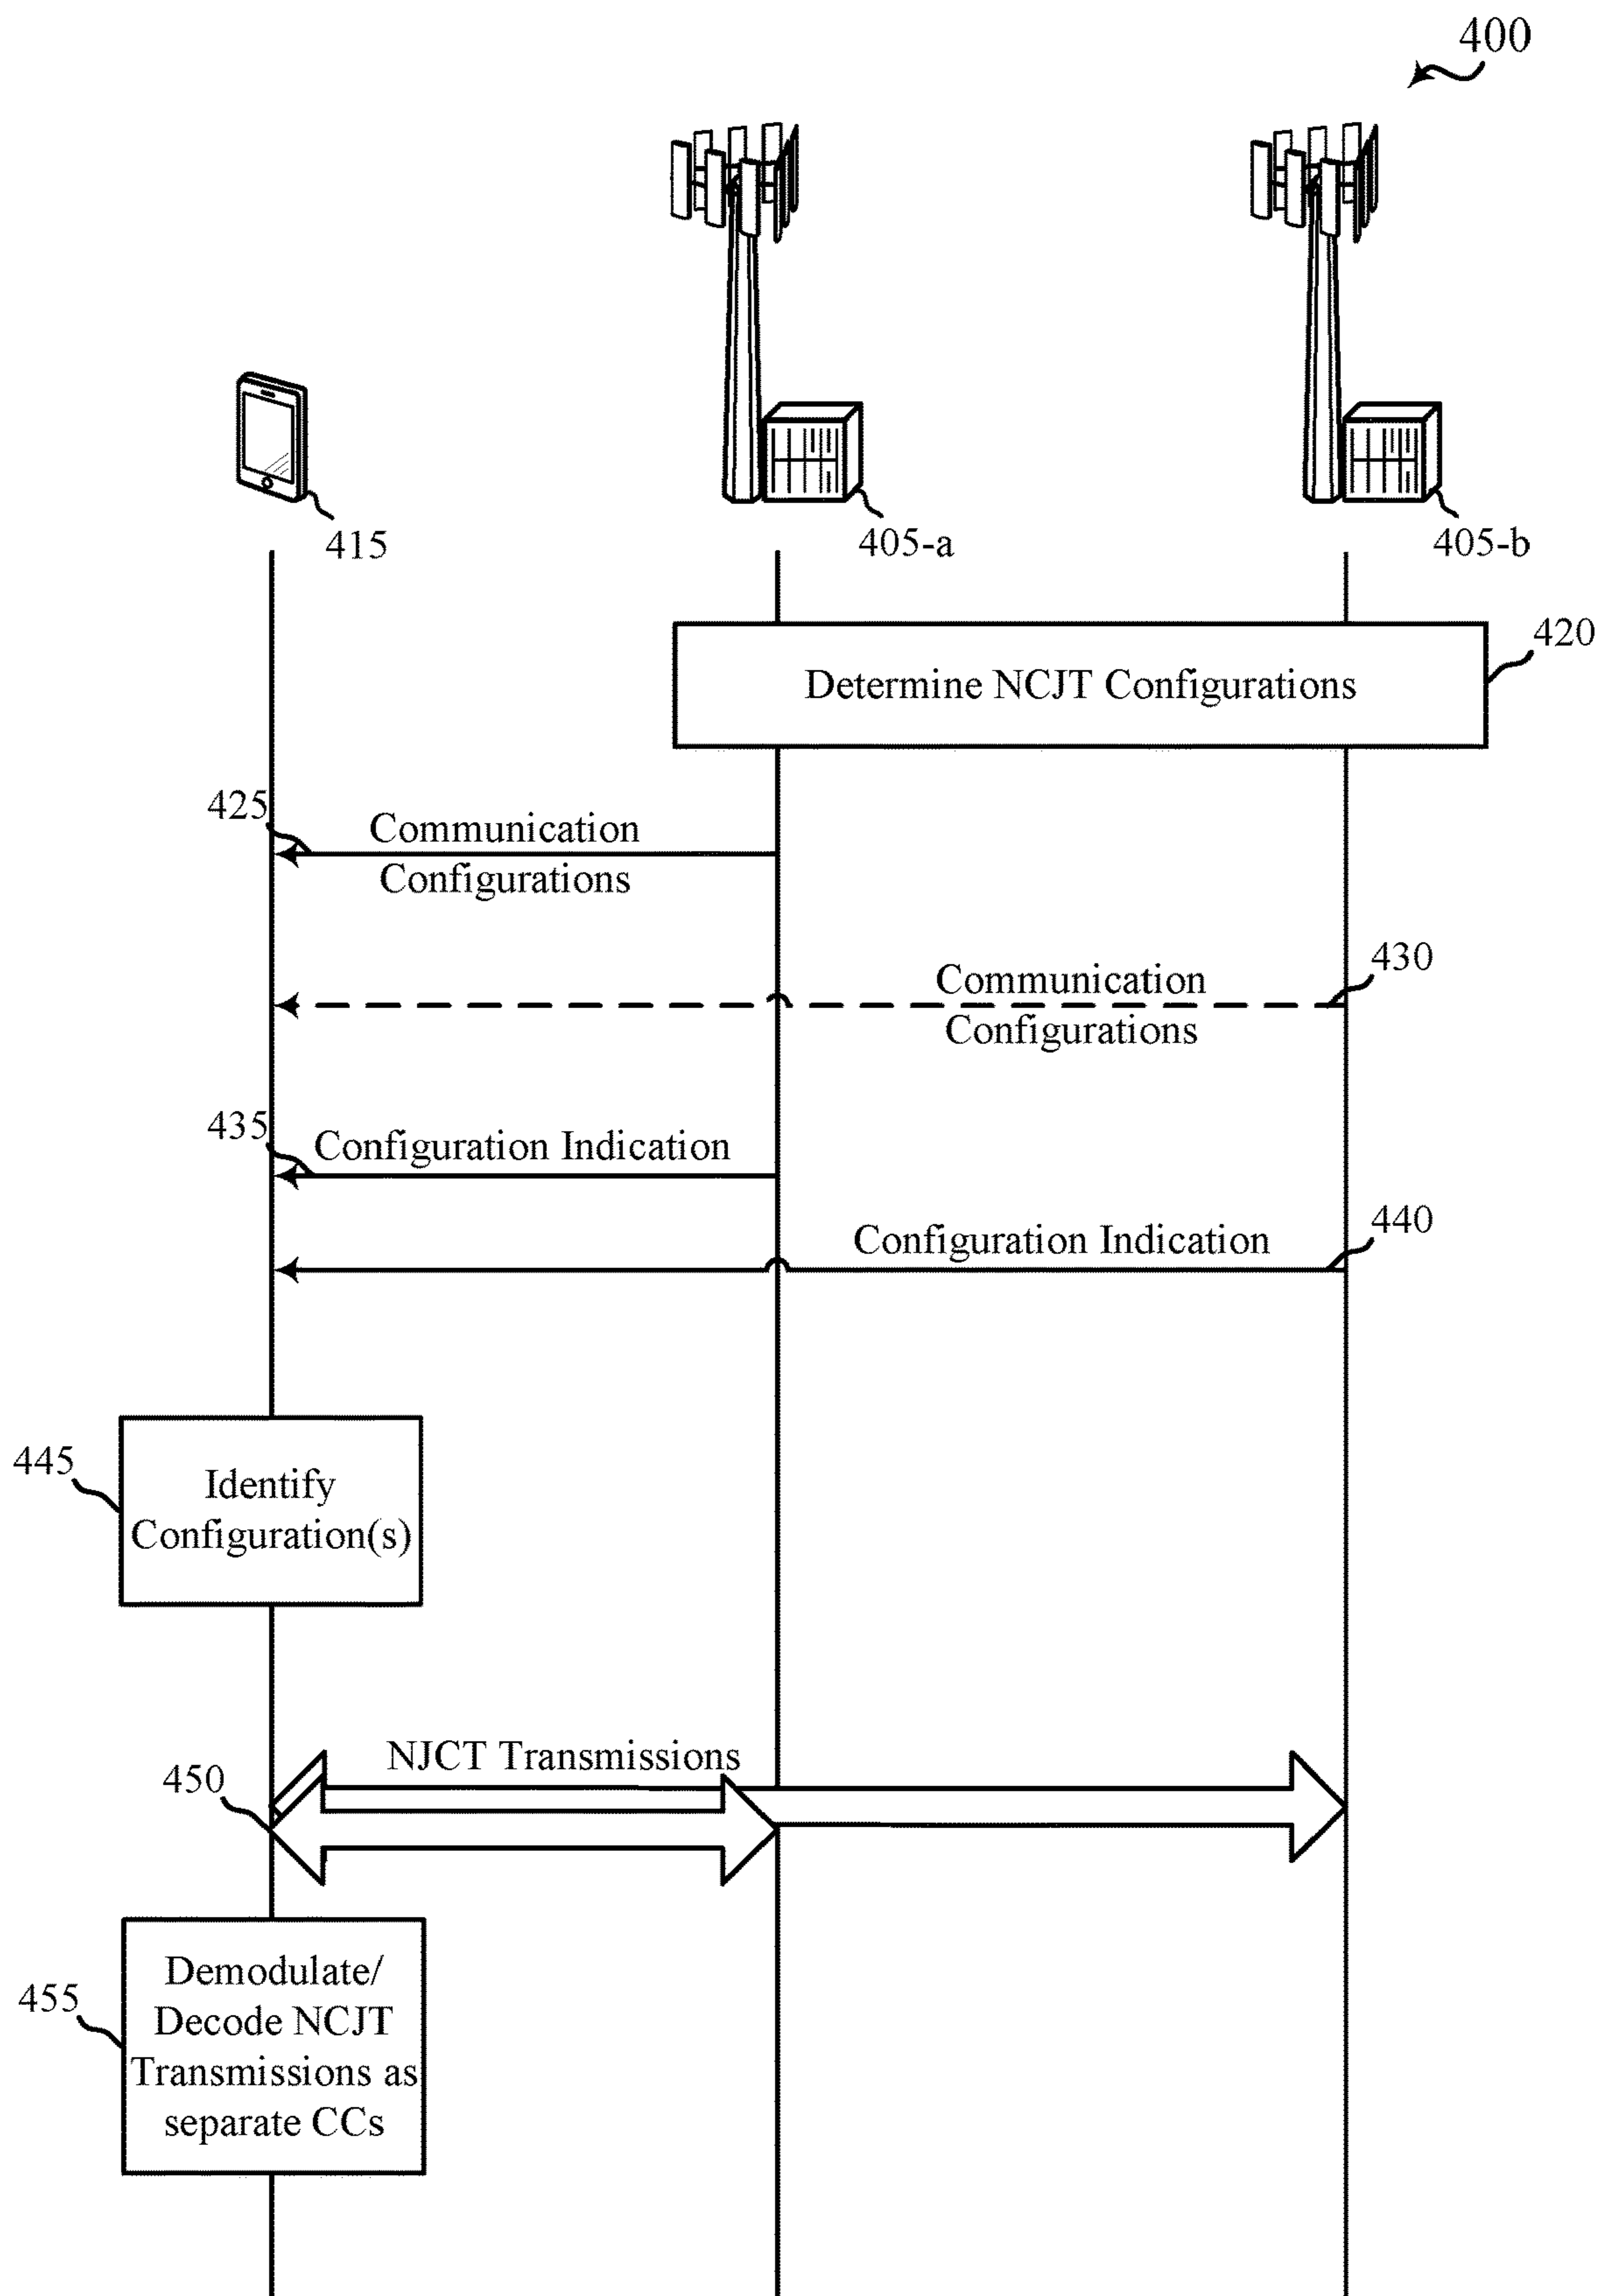 400
415
405-a
405-b
420
Determine NCJT Configurations
425
Communication
Configurations
430
Communication
Configurations
435
Configuration Indication
440
Configuration Indication
445
Identify
Configuration(s)
NJCT Transmissions
450
455
Demodulate/
Decode NCJT
Transmissions as
separate CCs